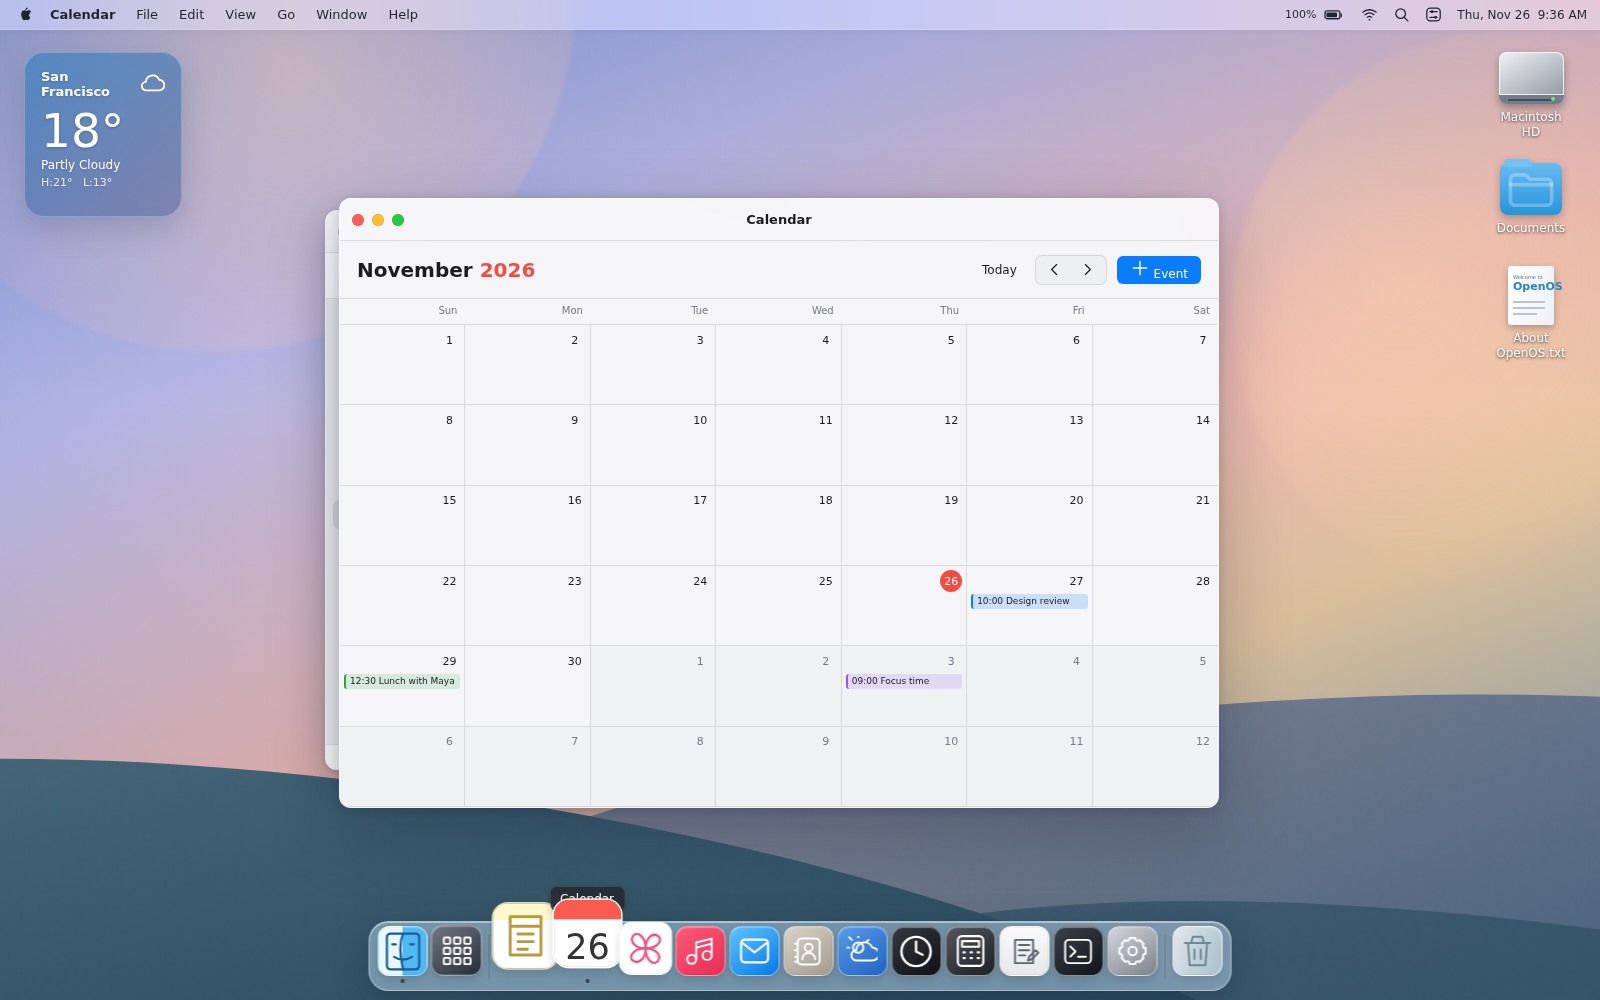 Calendar File Edit View Go Window Help
100% Thu, Nov 26 9:36 AM
San Francisco
18°
Partly Cloudy
H:21° L:13°
Macintosh HD
Documents
Welcome to
OpenOS
About OpenOS.txt
Calendar
November 2026
Today
Event
Sun Mon Tue Wed Thu Fri Sat
1 2 3 4 5 6 7
8 9 10 11 12 13 14
15 16 17 18 19 20 21
22 23 24 25 26 27 28
10:00 Design review
29 30 1 2 3 4 5
12:30 Lunch with Maya
09:00 Focus time
6 7 8 9 10 11 12
Calendar
26